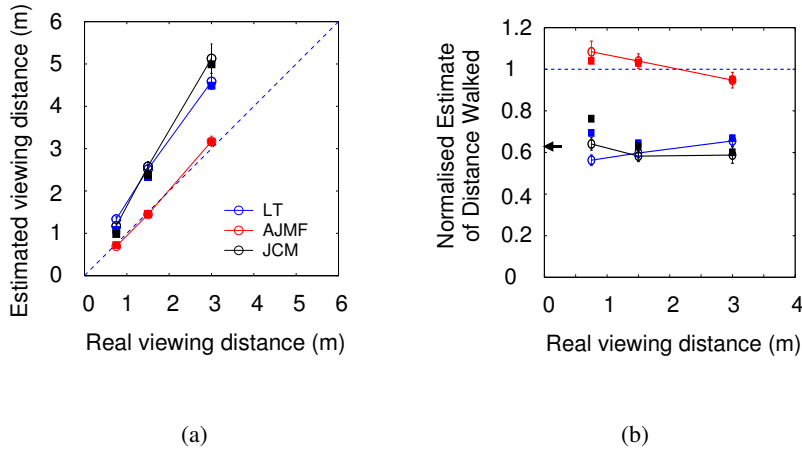 Estimated viewing distance (m)
6
5
4
3
2
1
0
LT
AJMF
JCM
0 1 2 3 4 5 6
Real viewing distance (m)
(a)
Normalised Estimate
of Distance Walked
1.2
1
0.8
0.6
0.4
0.2
0
0 1 2 3 4
Real viewing distance (m)
(b)